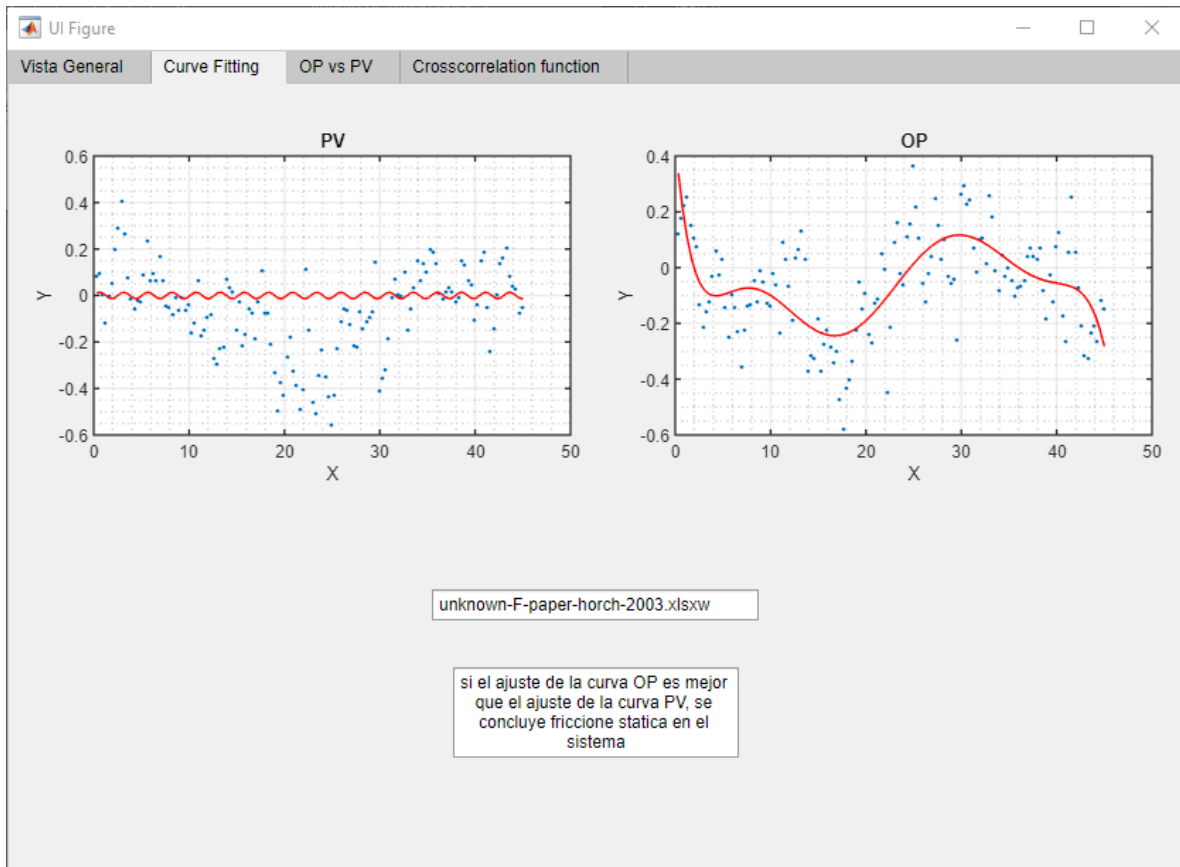 UI Figure
Vista General
Curve Fitting
OP vs PV
Crosscorrelation function
PV
0.6
0.4
0.2
0
-0.2
-0.4
-0.6
Y
0
10
20
30
40
50
X
OP
0.4
0.2
0
-0.2
-0.4
-0.6
Y
0
10
20
30
40
50
X
unknown-F-paper-horch-2003.xlsxw
si el ajuste de la curva OP es mejor
que el ajuste de la curva PV, se
concluye friccione statica en el
sistema